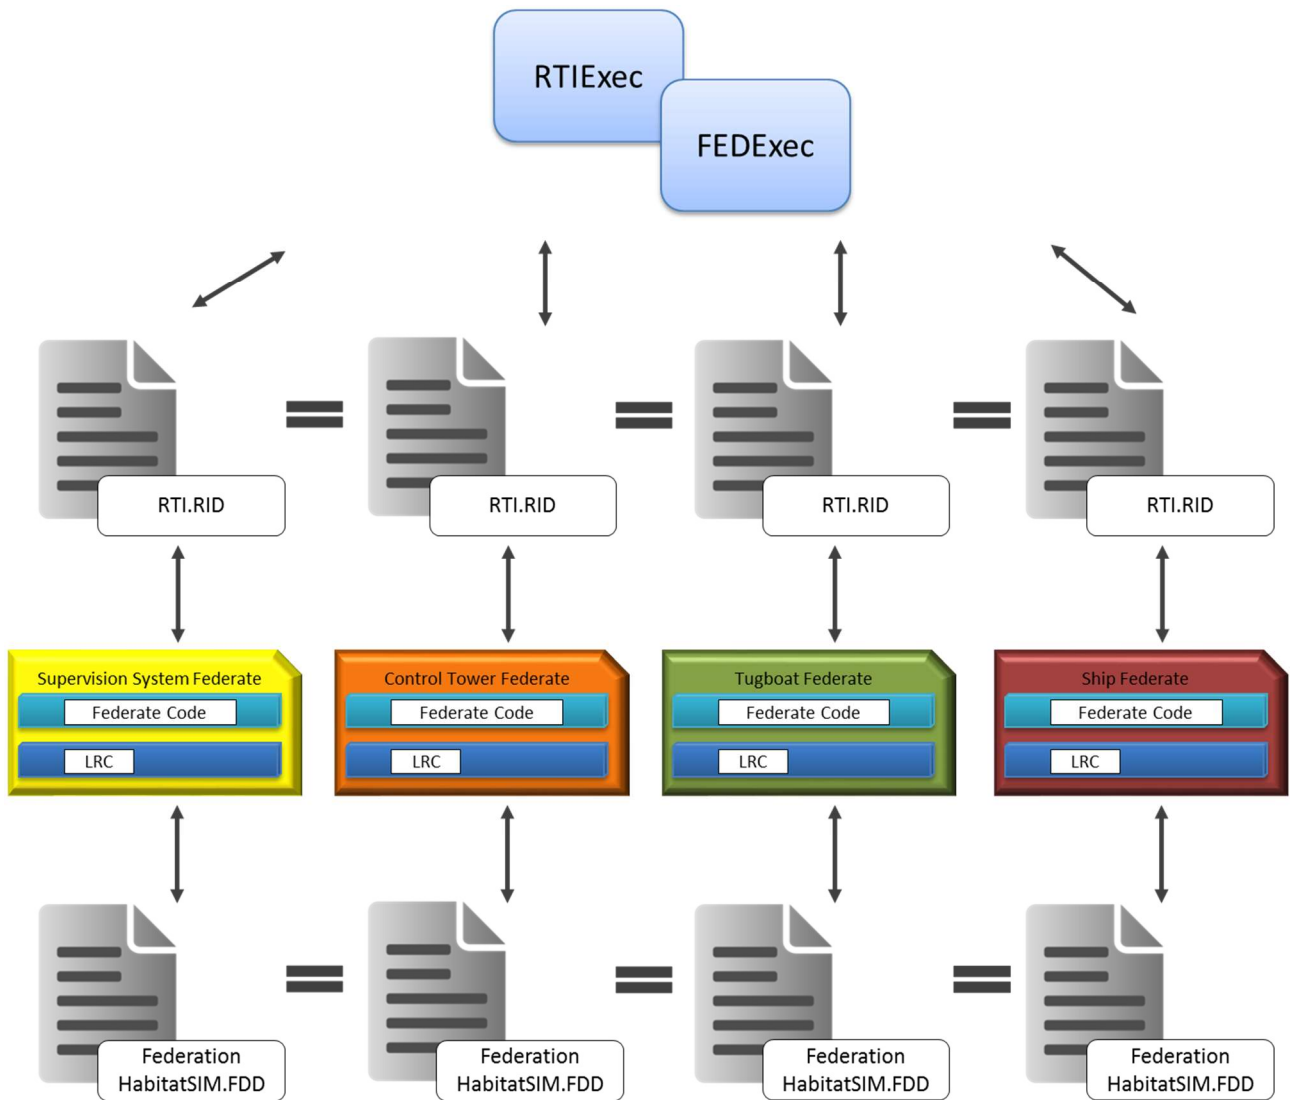 RTIExec
FEDExec
RTI.RID
RTI.RID
RTI.RID
RTI.RID
Supervision System Federate
Federate Code
LRC
Control Tower Federate
Federate Code
LRC
Tugboat Federate
Federate Code
LRC
Ship Federate
Federate Code
LRC
Federation
HabitatSIM.FDD
Federation
HabitatSIM.FDD
Federation
HabitatSIM.FDD
Federation
HabitatSIM.FDD